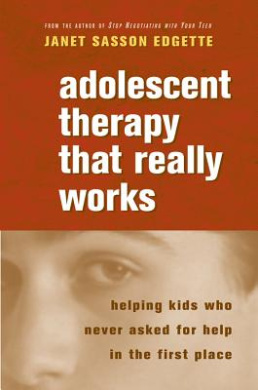 FROM THE AUTHOR OF STOP NEGOTIATING WITH YOUR TEEN
JANET SASSON EDGETTE
adolescent
therapy
that really
works
helping kids who
never asked for help
in the first place